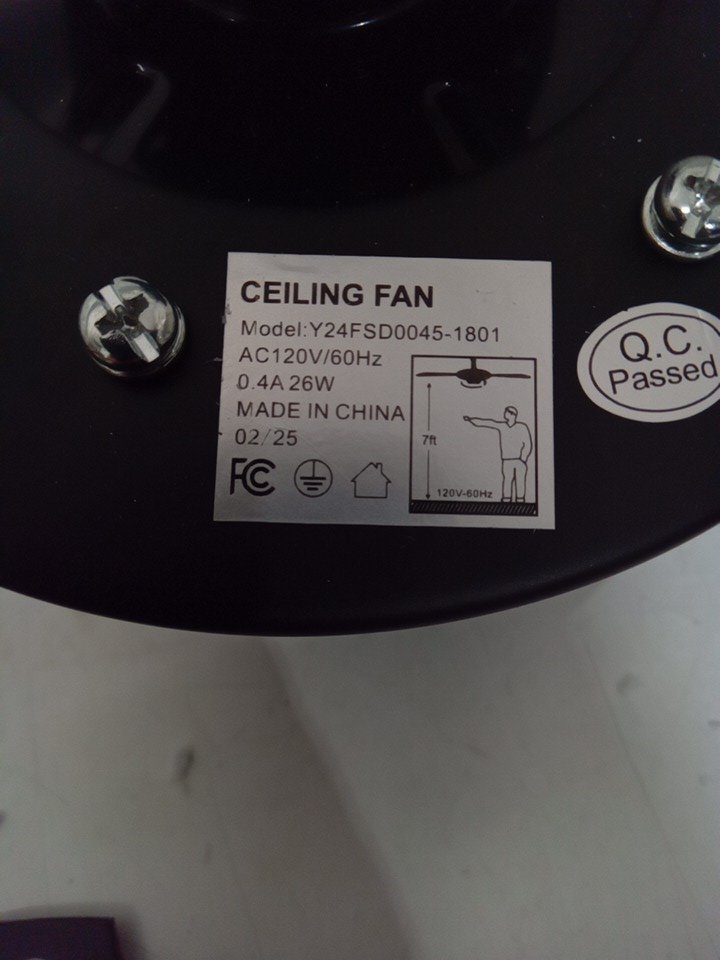 CEILING FAN
Model:Y24FSD0045-1801
AC120V/60Hz
0.4A 26W
MADE IN CHINA
02/25
FCC
7ft
120V-60Hz
Q.C.
Passed